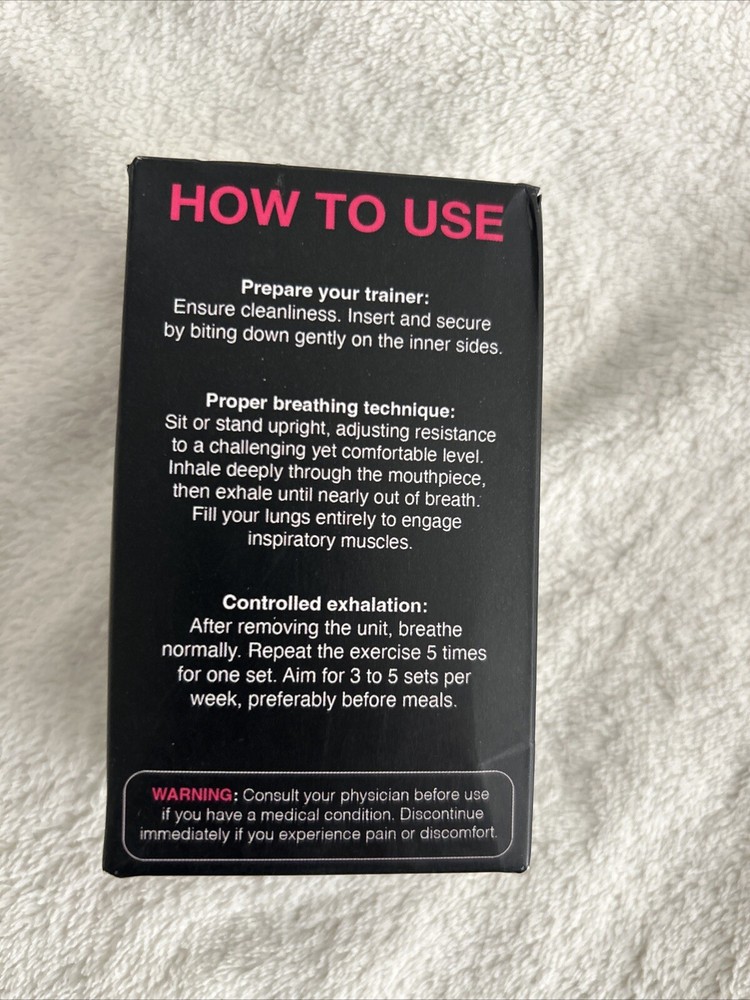 HOW TO USE
Prepare your trainer:
Ensure cleanliness. Insert and secure
by biting down gently on the inner sides.
Proper breathing technique:
Sit or stand upright, adjusting resistance
to a challenging yet comfortable level.
Inhale deeply through the mouthpiece,
then exhale until nearly out of breath.
Fill your lungs entirely to engage
inspiratory muscles.
Controlled exhalation:
After removing the unit, breathe
normally. Repeat the exercise 5 times
for one set. Aim for 3 to 5 sets per
week, preferably before meals.
WARNING: Consult your physician before use
if you have a medical condition. Discontinue
immediately if you experience pain or discomfort.